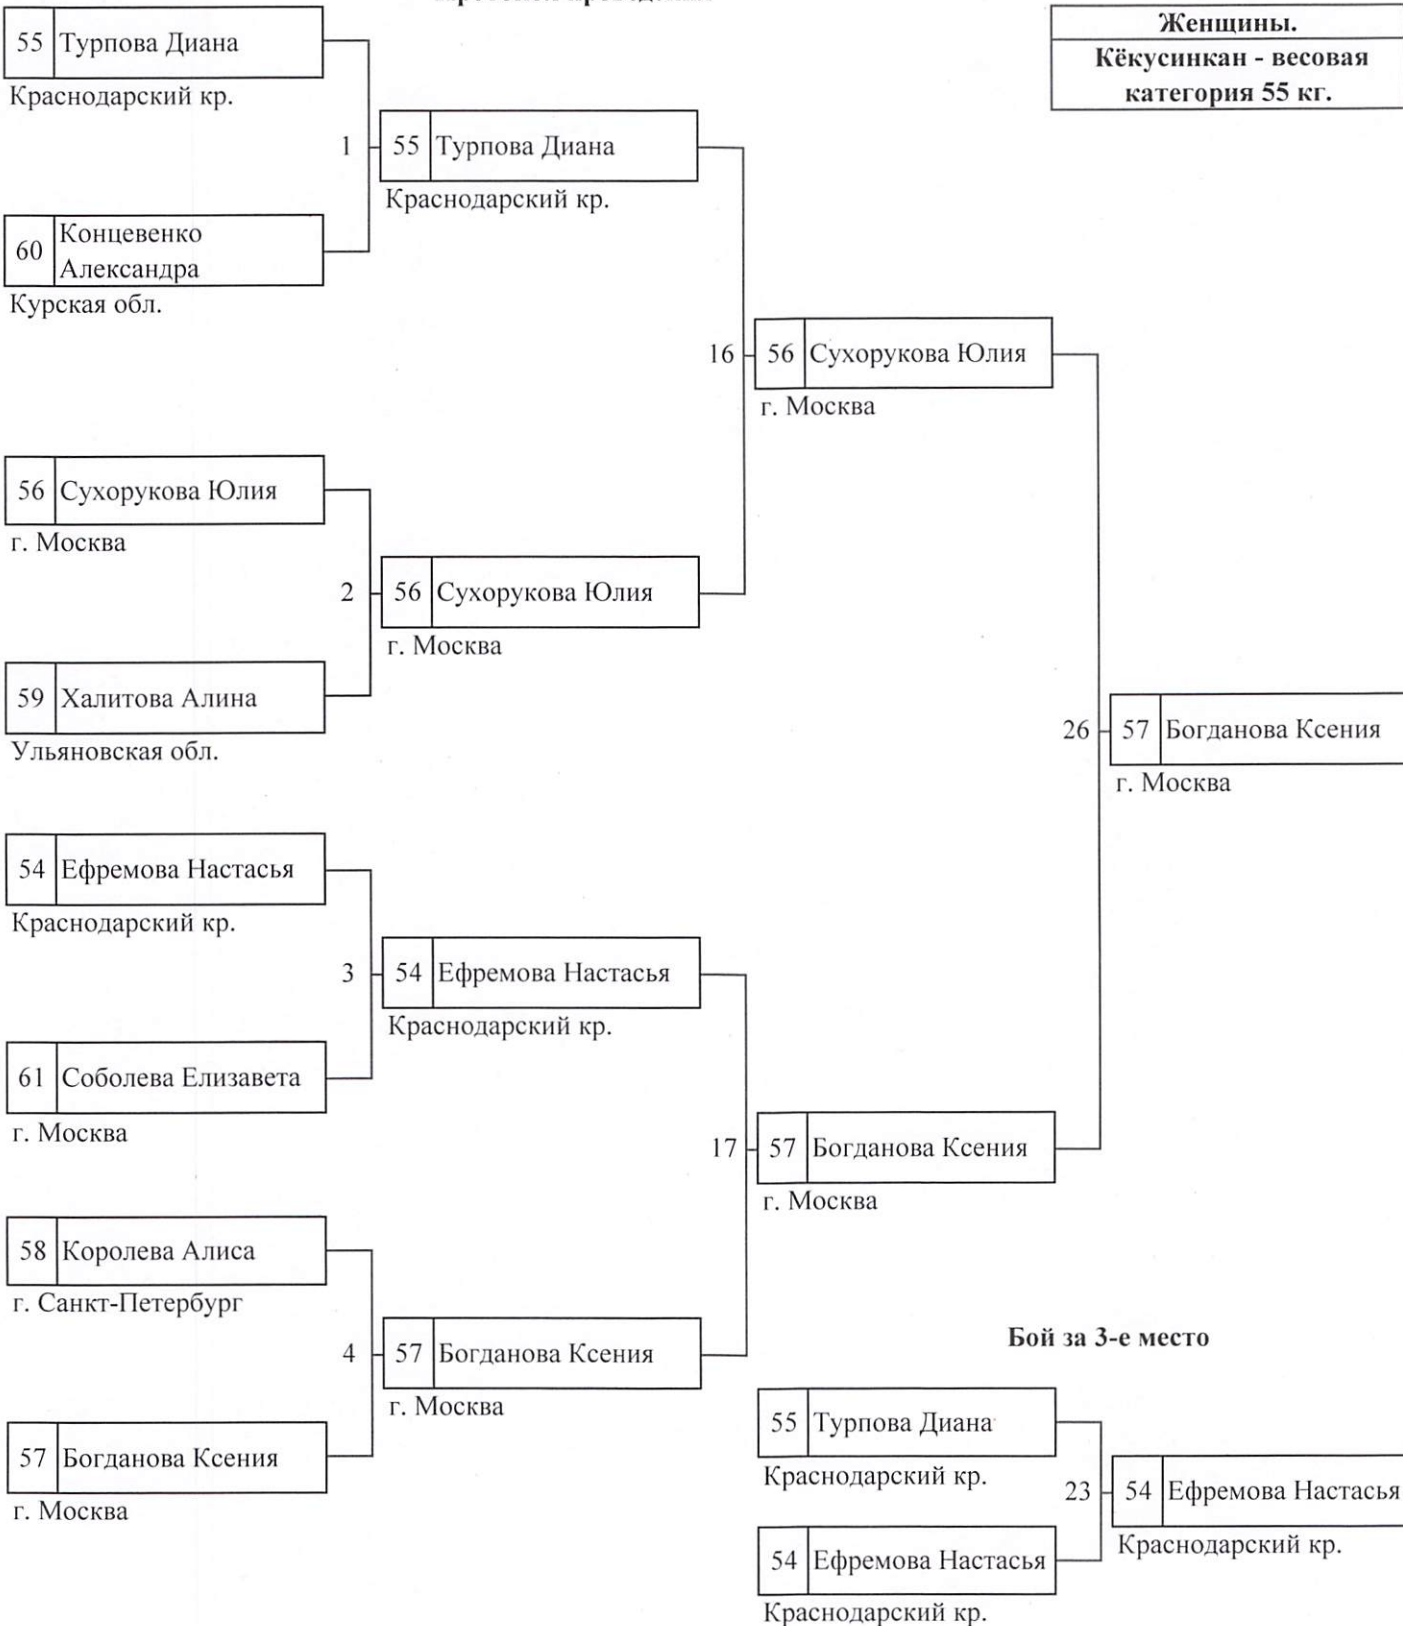 Женщины.
Кёкусинкан - весовая
категория 55 кг.
55 Турпова Диана
Краснодарский кр.
1
55 Турпова Диана
Краснодарский кр.
60 Концевенко
Александра
Курская обл.
16
56 Сухорукова Юлия
г. Москва
56 Сухорукова Юлия
г. Москва
2
56 Сухорукова Юлия
г. Москва
59 Халитова Алина
Ульяновская обл.
26
57 Богданова Ксения
г. Москва
54 Ефремова Настасья
Краснодарский кр.
3
54 Ефремова Настасья
Краснодарский кр.
61 Соболева Елизавета
г. Москва
17
57 Богданова Ксения
г. Москва
58 Королева Алиса
г. Санкт-Петербург
4
57 Богданова Ксения
г. Москва
57 Богданова Ксения
г. Москва
Бой за 3-е место
55 Турпова Диана
Краснодарский кр.
23
54 Ефремова Настасья
Краснодарский кр.
54 Ефремова Настасья
Краснодарский кр.